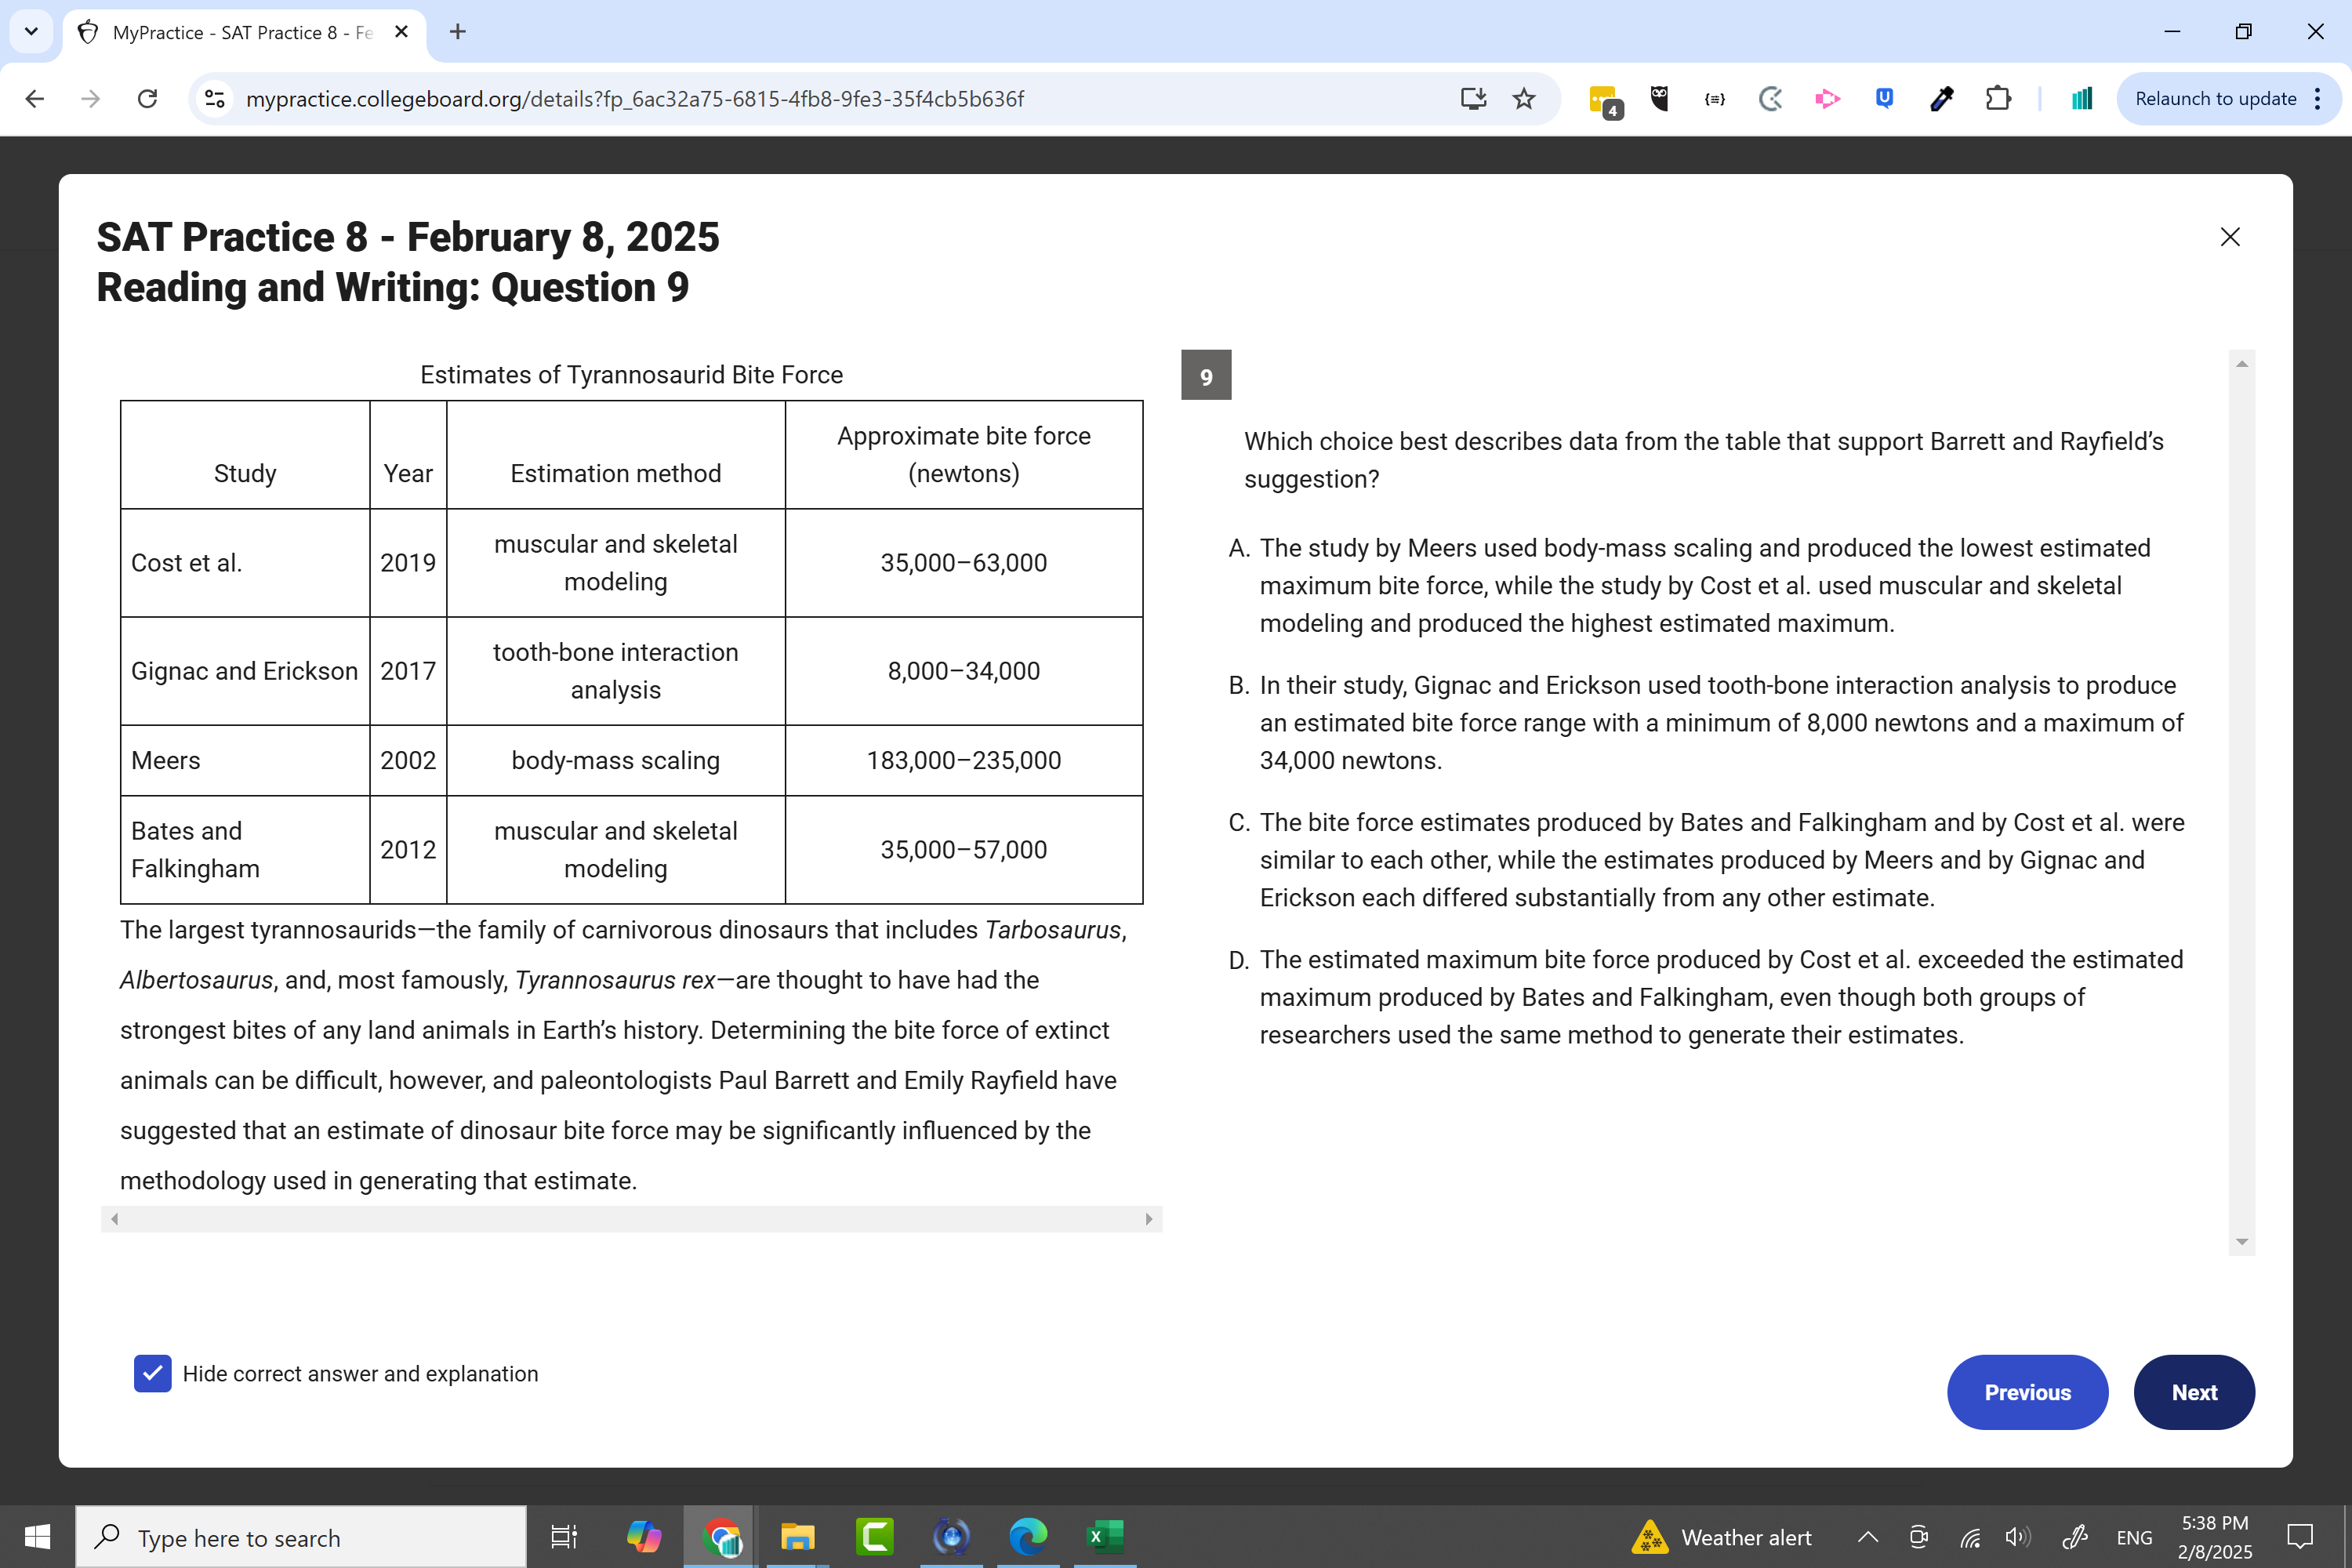 MyPractice - SAT Practice 8 - Fe
mypractice.collegeboard.org/details?fp_6ac32a75-6815-4fb8-9fe3-35f4cb5b636f
4
Relaunch to update
SAT Practice 8 - February 8, 2025
Reading and Writing: Question 9
Estimates of Tyrannosaurid Bite Force
Study
Year
Estimation method
Approximate bite force
(newtons)
Cost et al.
2019
muscular and skeletal
modeling
35,000–63,000
Gignac and Erickson
2017
tooth-bone interaction
analysis
8,000–34,000
Meers
2002
body-mass scaling
183,000–235,000
Bates and
Falkingham
2012
muscular and skeletal
modeling
35,000–57,000
The largest tyrannosaurids—the family of carnivorous dinosaurs that includes Tarbosaurus,
Albertosaurus, and, most famously, Tyrannosaurus rex—are thought to have had the
strongest bites of any land animals in Earth's history. Determining the bite force of extinct
animals can be difficult, however, and paleontologists Paul Barrett and Emily Rayfield have
suggested that an estimate of dinosaur bite force may be significantly influenced by the
methodology used in generating that estimate.
9
Which choice best describes data from the table that support Barrett and Rayfield's
suggestion?
A. The study by Meers used body-mass scaling and produced the lowest estimated
maximum bite force, while the study by Cost et al. used muscular and skeletal
modeling and produced the highest estimated maximum.
B. In their study, Gignac and Erickson used tooth-bone interaction analysis to produce
an estimated bite force range with a minimum of 8,000 newtons and a maximum of
34,000 newtons.
C. The bite force estimates produced by Bates and Falkingham and by Cost et al. were
similar to each other, while the estimates produced by Meers and by Gignac and
Erickson each differed substantially from any other estimate.
D. The estimated maximum bite force produced by Cost et al. exceeded the estimated
maximum produced by Bates and Falkingham, even though both groups of
researchers used the same method to generate their estimates.
Hide correct answer and explanation
Previous
Next
Type here to search
Weather alert
ENG
5:38 PM
2/8/2025